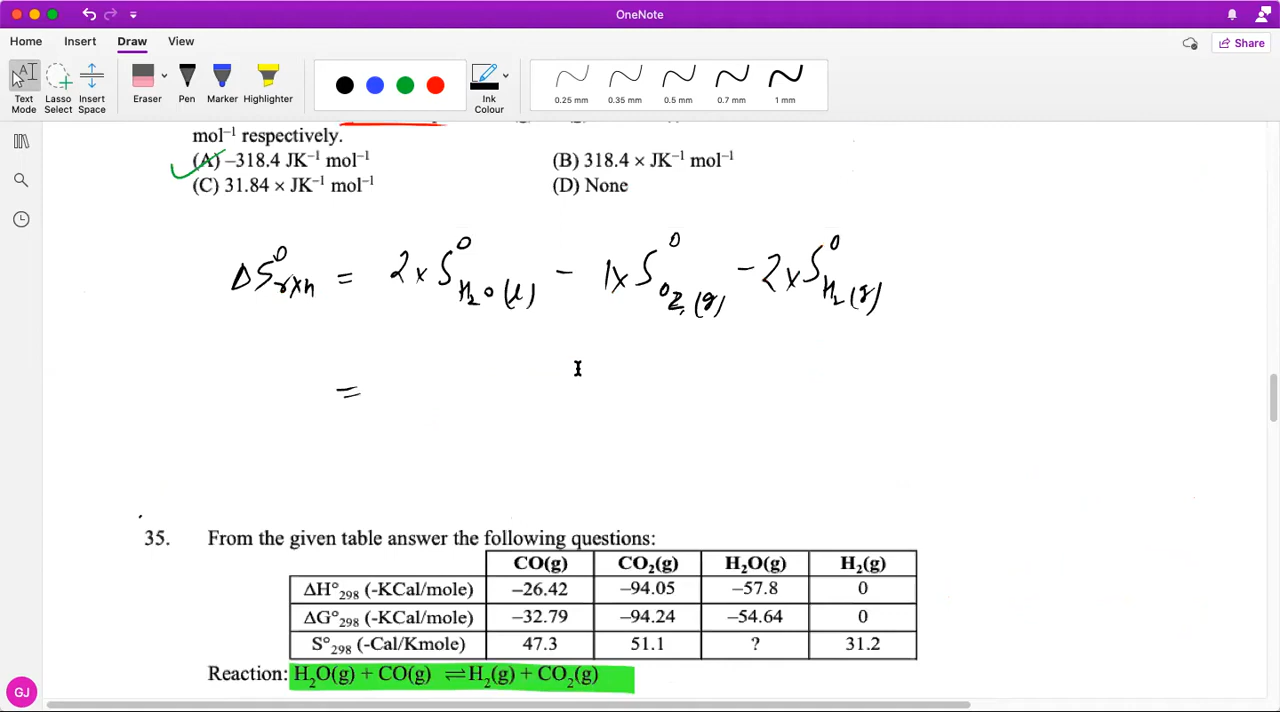 OneNote
Home Insert Draw View
Share
Text Mode
Lasso Select
Insert Space
Eraser
Pen
Marker
Highlighter
Ink Colour
0.25 mm 0.35 mm 0.5 mm 0.7 mm 1 mm
mol⁻¹ respectively.
(A) –318.4 JK⁻¹ mol⁻¹ (B) 318.4 × JK⁻¹ mol⁻¹
(C) 31.84 × JK⁻¹ mol⁻¹ (D) None
ΔS⁰rxn = 2 × S⁰H₂O(l) – 1 × S⁰O₂(g) – 2 × S⁰H₂(g)
=
35. From the given table answer the following questions:
CO(g) CO₂(g) H₂O(g) H₂(g)
ΔH°₂₉₈ (-KCal/mole) –26.42 –94.05 –57.8 0
ΔG°₂₉₈ (-KCal/mole) –32.79 –94.24 –54.64 0
S°₂₉₈ (-Cal/Kmole) 47.3 51.1 ? 31.2
Reaction: H₂O(g) + CO(g) ⇌ H₂(g) + CO₂(g)
GJ